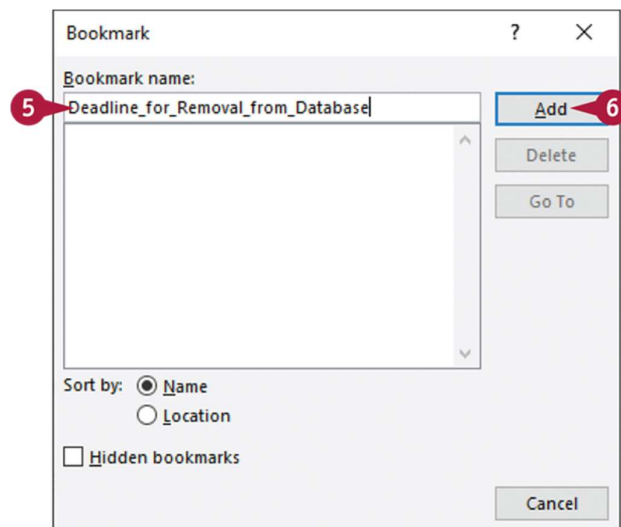 Bookmark ? ×
Bookmark name:
5 Deadline_for_Removal_from_Database
Add 6
Delete
Go To
Sort by: Name
Location
Hidden bookmarks
Cancel